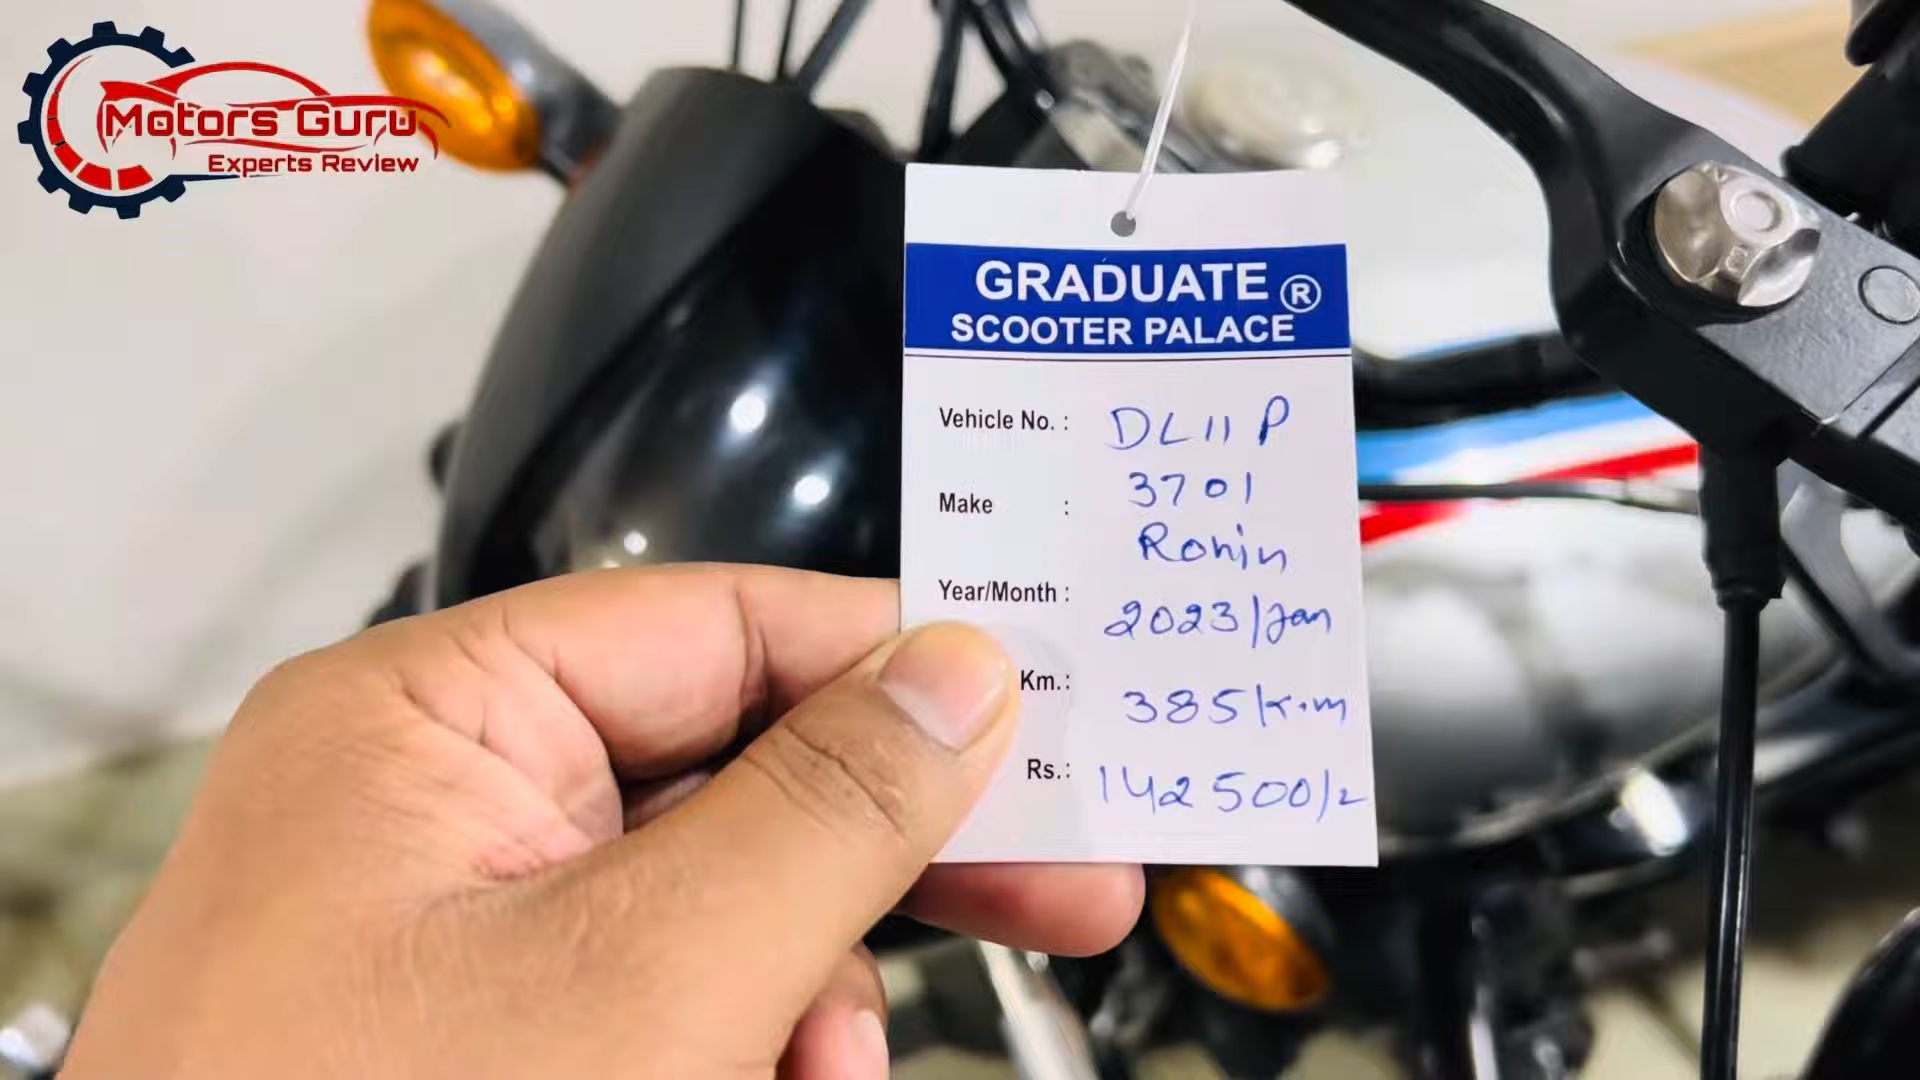 Motors Guru
Experts Review
GRADUATE ®
SCOOTER PALACE
Vehicle No. : DL11 P
3701
Make :
Ronin
Year/Month : 2023/Jan
Km.: 385 k.m
Rs.: 142500/-